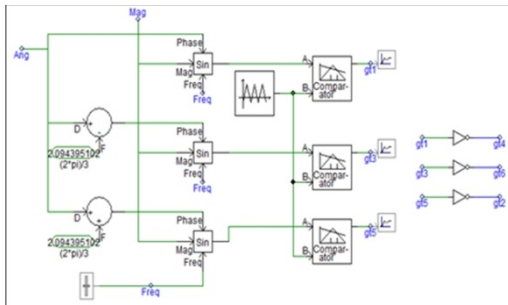 Mag
Ang
Phase
Mag
Sin
Freq
Freq
A
B
Compar-
ator
gt1
D
+
-
F
2.094395102
(2*pi)/3
Phase
Mag
Sin
Freq
Freq
A
B
Compar-
ator
gt3
D
+
+
F
2.094395102
(2*pi)/3
Phase
Mag
Sin
Freq
Freq
A
B
Compar-
ator
gt5
gt1 gt4
gt3 gt6
gt5 gt2